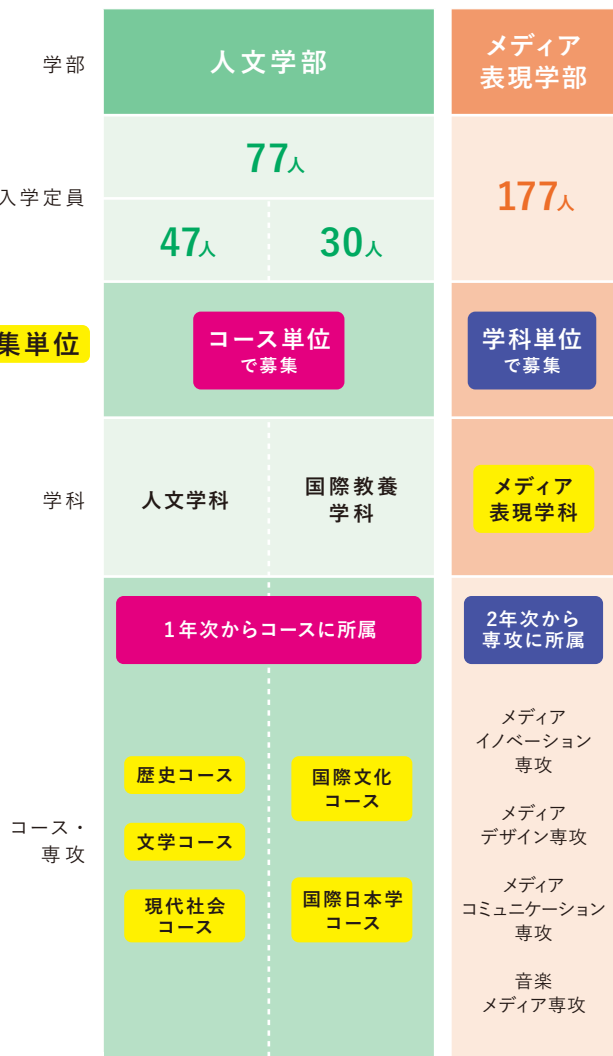 学部
人文学部
メディア
表現学部
入学定員
77人
47人
30人
177人
集単位
コース単位
で募集
学科単位
で募集
学科
人文学科
国際教養
学科
メディア
表現学科
コース・
専攻
1年次からコースに所属
歴史コース
文学コース
現代社会
コース
国際文化
コース
国際日本学
コース
2年次から
専攻に所属
メディア
イノベーション
専攻
メディア
デザイン専攻
メディア
コミュニケーション
専攻
音楽
メディア専攻